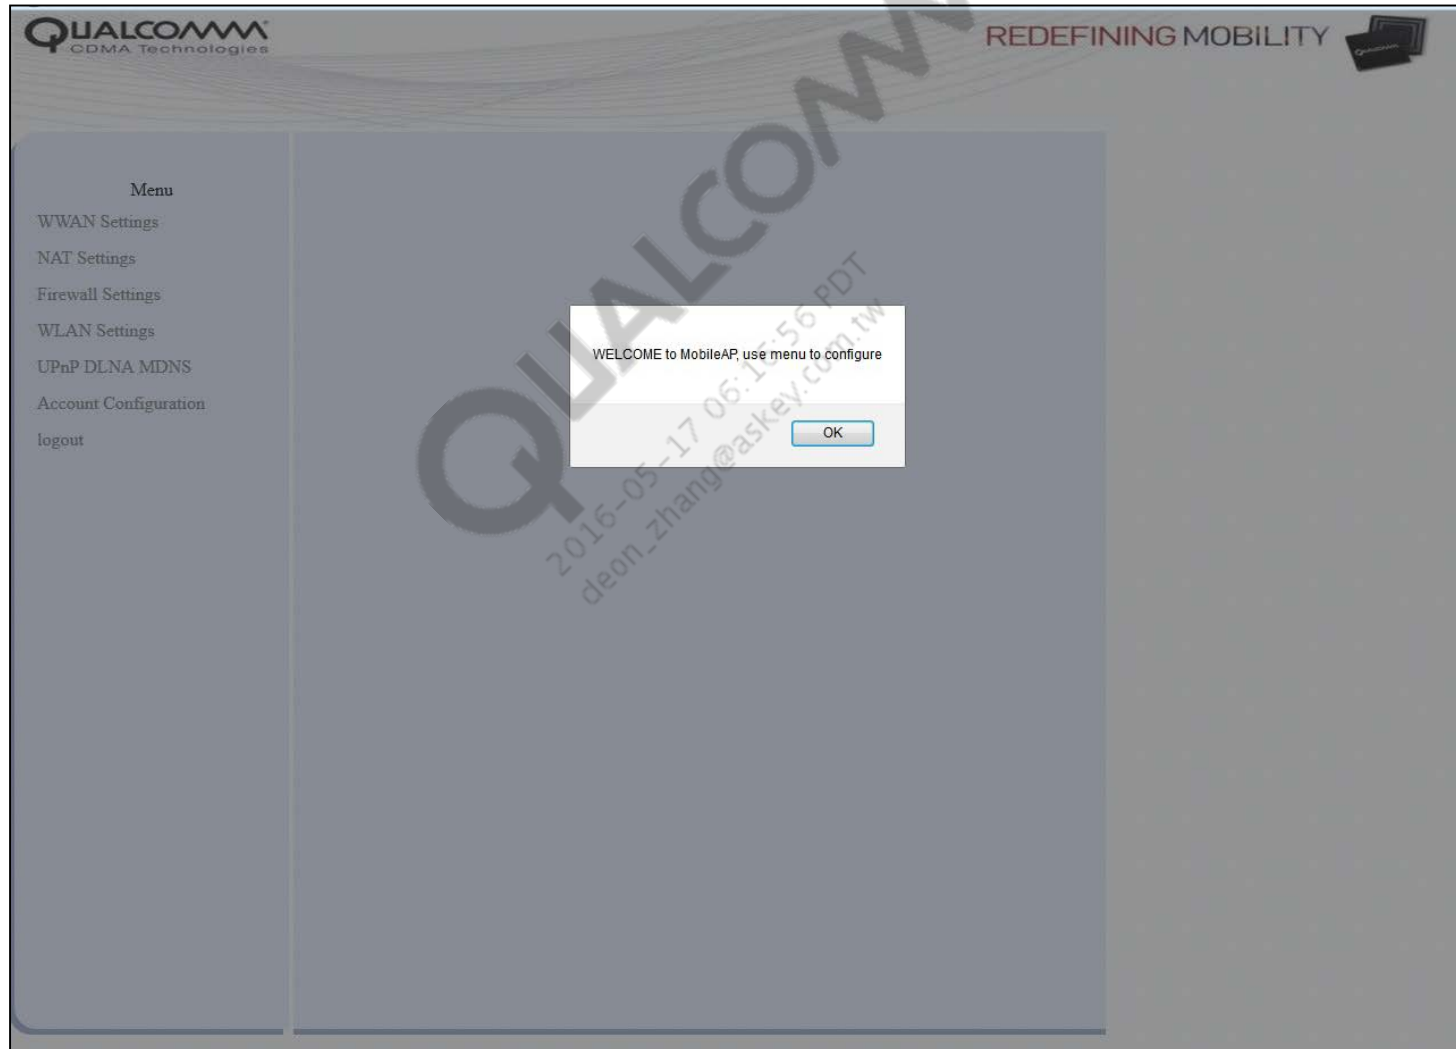 QUALCOMM®
CDMA Technologies
REDEFINING MOBILITY
QUALCOMM
Menu
WWAN Settings
NAT Settings
Firewall Settings
WLAN Settings
UPnP DLNA MDNS
Account Configuration
logout
WELCOME to MobileAP, use menu to configure
OK
2016-05-17 06:16:56 PDT
deon_zhang@askey.com.tw